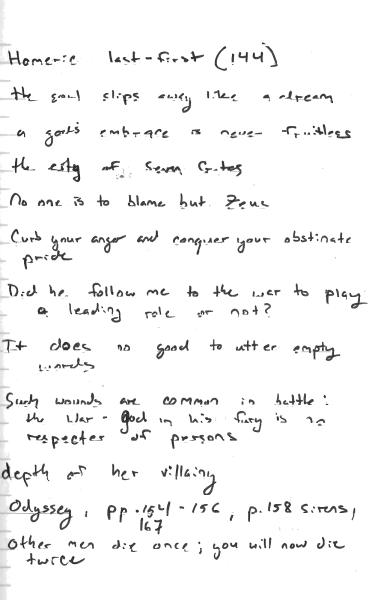 Homeric last-first (144)
the soul slips away like a dream
a god's embrace is never fruitless
the city of Seven Gates
No one is to blame but Zeus
Curb your anger and conquer your obstinate
pride
Did he follow me to the war to play
a leading role or not?
It does no good to utter empty
words
Such wounds are common in battle:
the War-god in his fury is no
respecter of persons
depth of her villainy
Odyssey, pp. 154-156, p. 158 sirens,
167
Other men die once; you will now die
twice